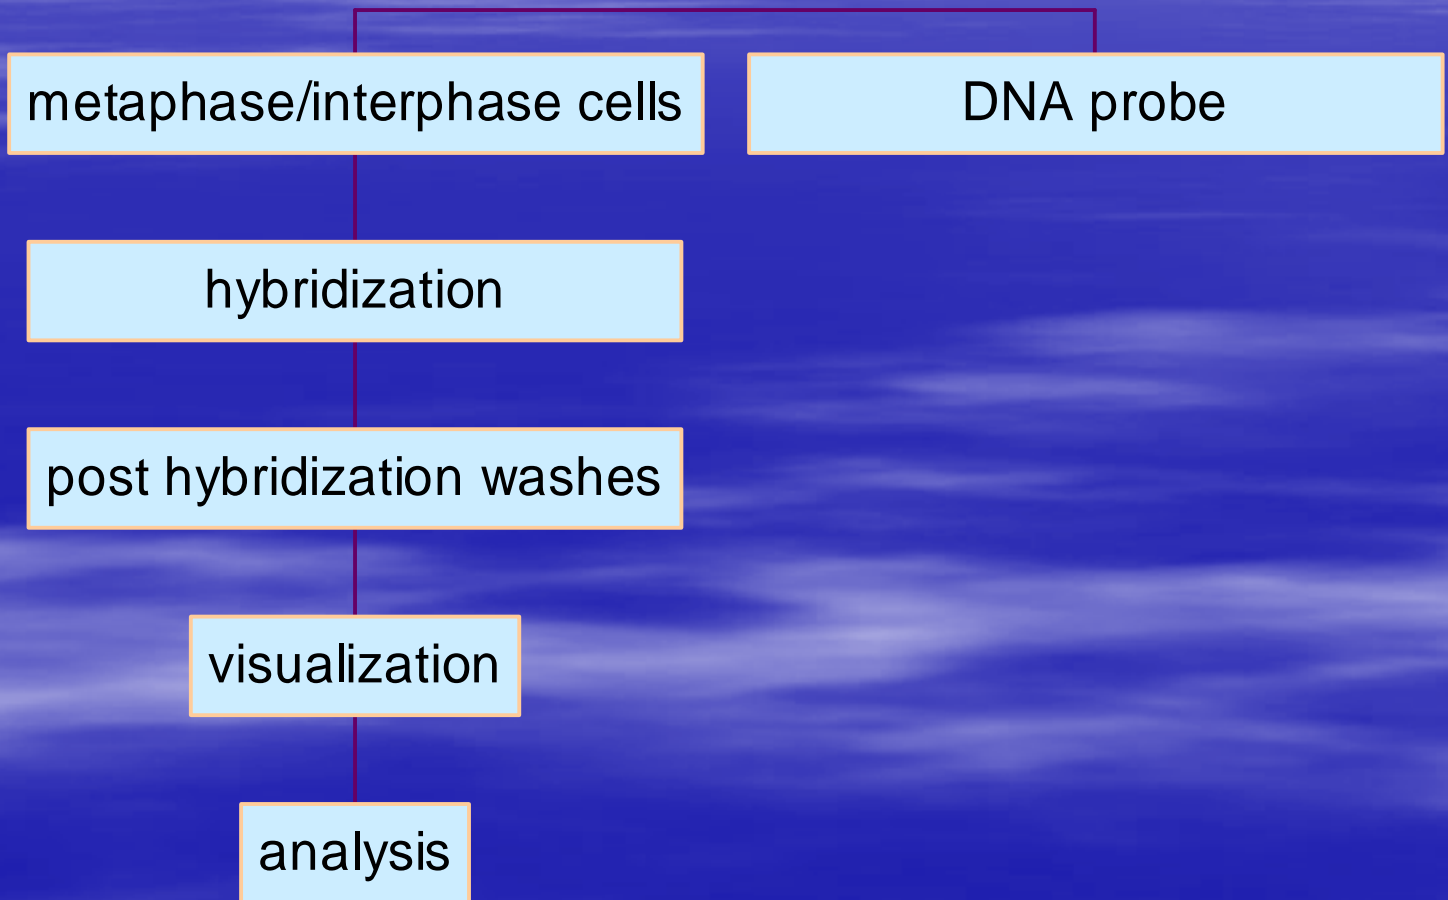 metaphase/interphase cells
DNA probe
hybridization
post hybridization washes
visualization
analysis